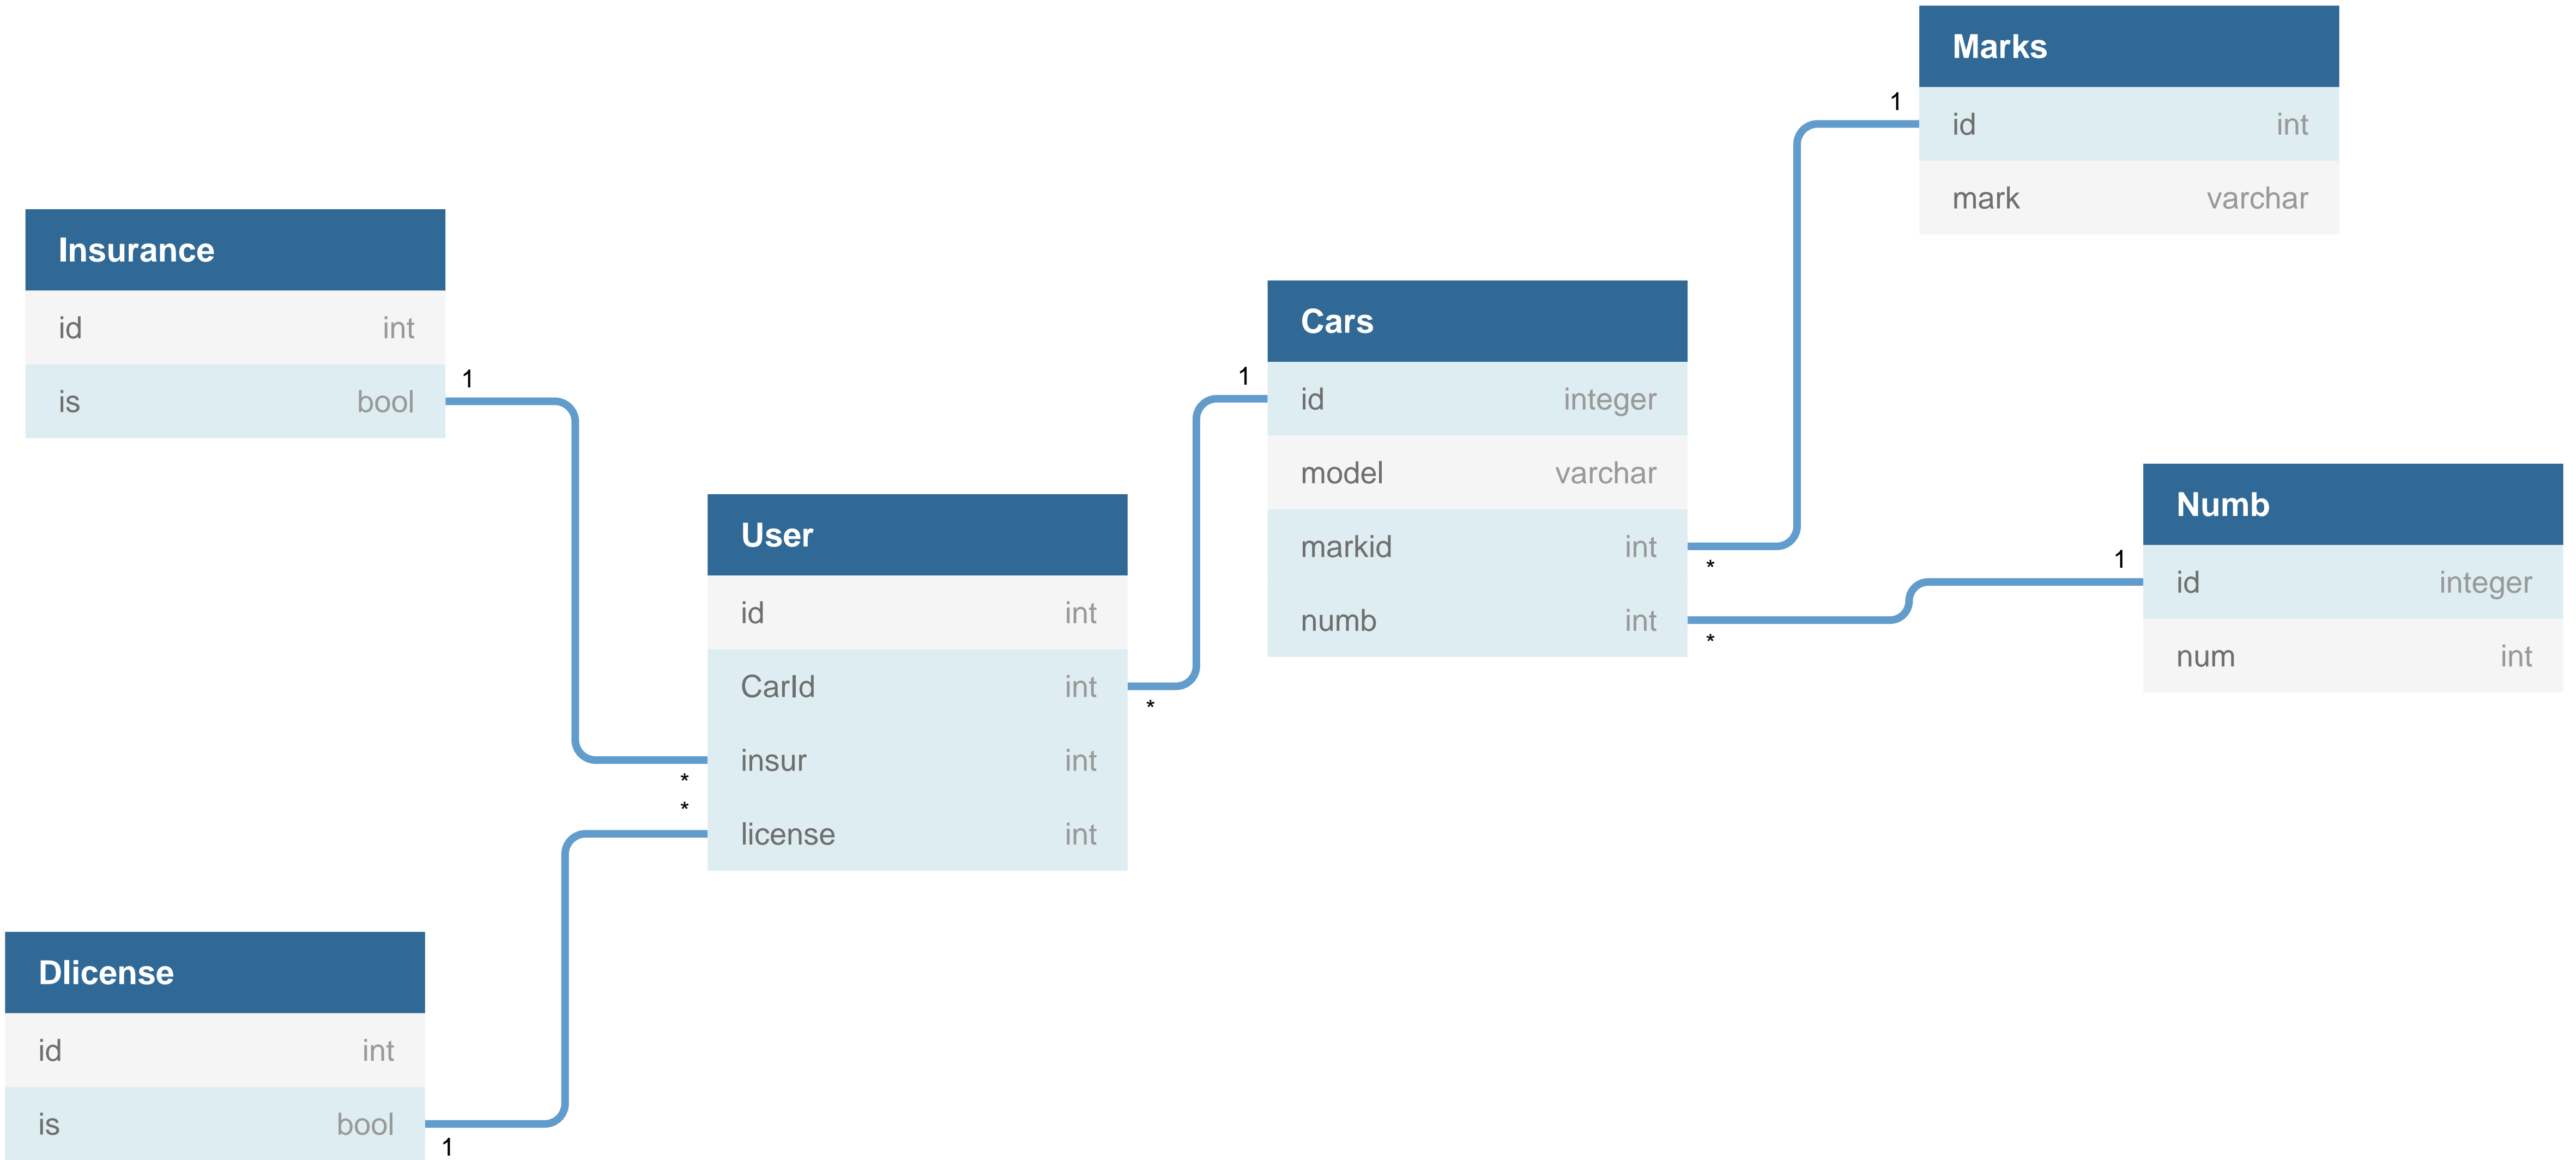 Marks
id int
mark varchar
1
Insurance
id int
is bool
1
Cars
id integer
model varchar
markid int
numb int
1
*
*
Numb
id integer
num int
1
User
id int
CarId int
insur int
license int
*
*
*
Dlicense
id int
is bool
1